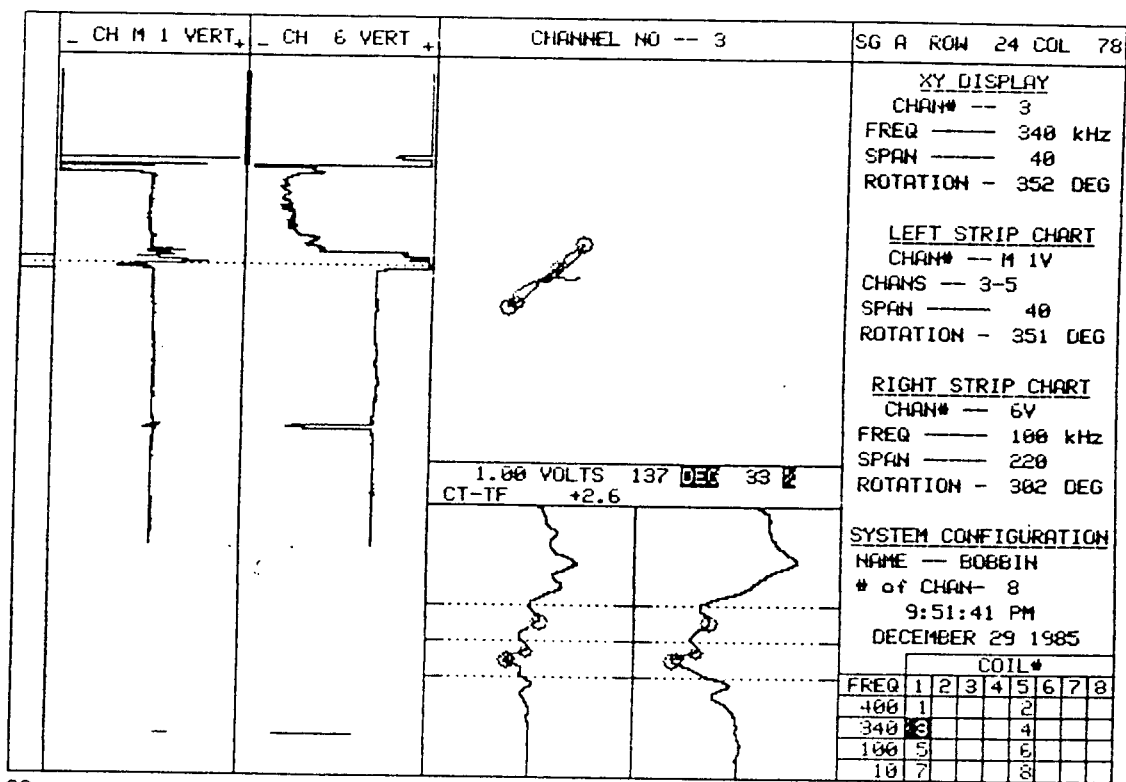 _ CH M 1 VERT + _ CH 6 VERT + CHANNEL NO -- 3 SG A ROW 24 COL 78
XY DISPLAY
CHAN# -- 3
FREQ ----- 340 kHz
SPAN ----- 40
ROTATION - 352 DEG
LEFT STRIP CHART
CHAN# -- M 1V
CHANS -- 3-5
SPAN ----- 40
ROTATION - 351 DEG
RIGHT STRIP CHART
CHAN# -- 6V
FREQ ----- 100 kHz
SPAN ----- 220
ROTATION - 302 DEG
1.00 VOLTS 137 DEG 33 %
CT-TF +2.6
SYSTEM CONFIGURATION
NAME -- BOBBIN
# of CHAN- 8
9:51:41 PM
DECEMBER 29 1985
COIL#
FREQ 1 2 3 4 5 6 7 8
400 1 2
340 3 4
100 5 6
10 7 8